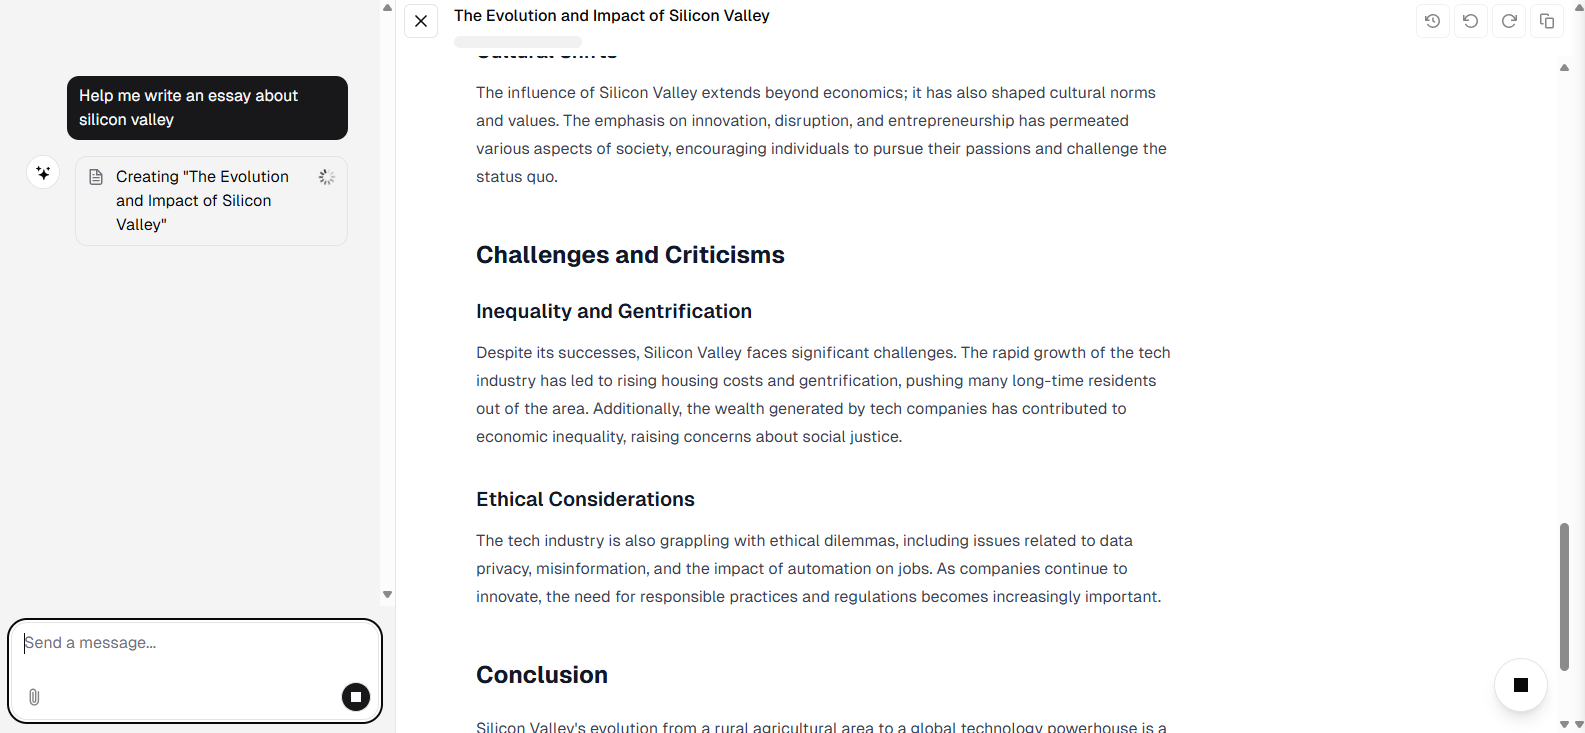 Help me write an essay about
silicon valley
Creating "The Evolution
and Impact of Silicon
Valley"
Send a message...
The Evolution and Impact of Silicon Valley
Cultural Shifts
The influence of Silicon Valley extends beyond economics; it has also shaped cultural norms
and values. The emphasis on innovation, disruption, and entrepreneurship has permeated
various aspects of society, encouraging individuals to pursue their passions and challenge the
status quo.
Challenges and Criticisms
Inequality and Gentrification
Despite its successes, Silicon Valley faces significant challenges. The rapid growth of the tech
industry has led to rising housing costs and gentrification, pushing many long-time residents
out of the area. Additionally, the wealth generated by tech companies has contributed to
economic inequality, raising concerns about social justice.
Ethical Considerations
The tech industry is also grappling with ethical dilemmas, including issues related to data
privacy, misinformation, and the impact of automation on jobs. As companies continue to
innovate, the need for responsible practices and regulations becomes increasingly important.
Conclusion
Silicon Valley's evolution from a rural agricultural area to a global technology powerhouse is a